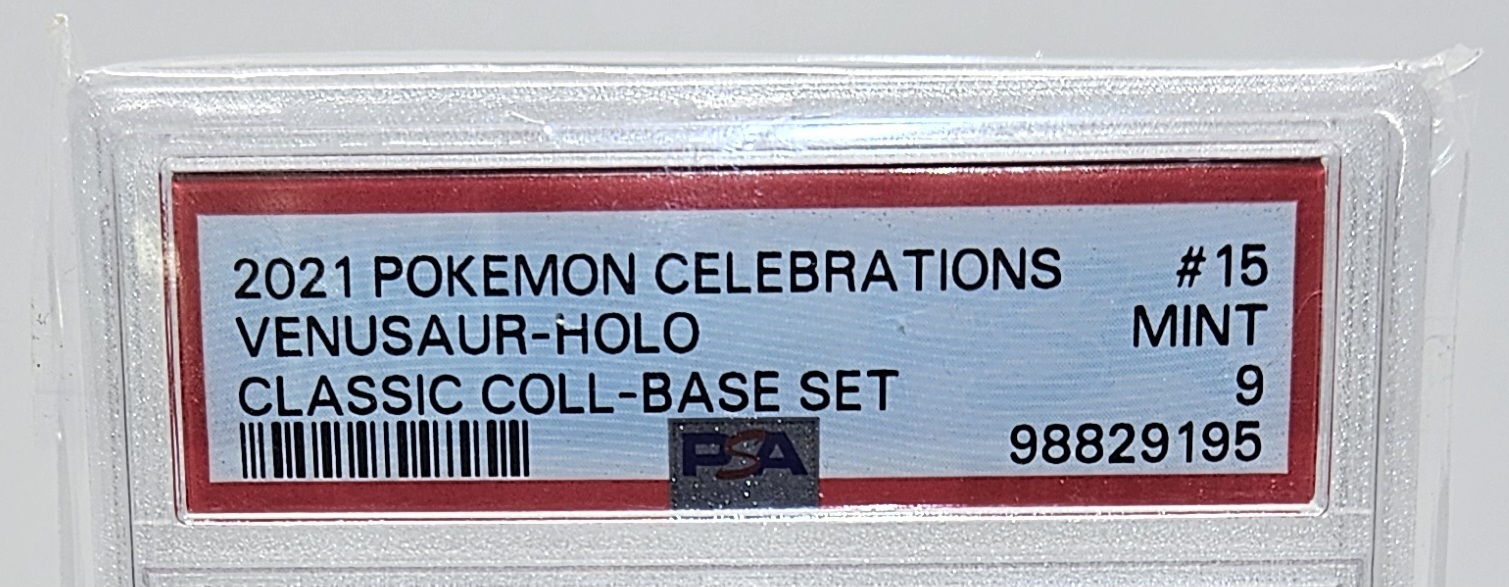 2021 POKEMON CELEBRATIONS #15
VENUSAUR-HOLO MINT
CLASSIC COLL-BASE SET 9
PSA 98829195